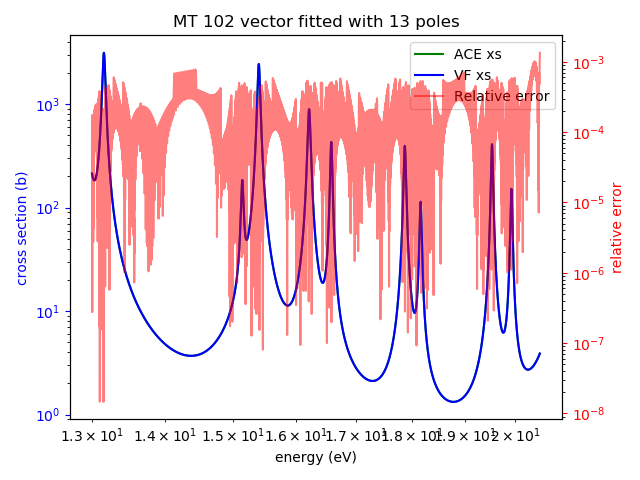 MT 102 vector fitted with 13 poles
ACE xs
VF xs
Relative error
cross section (b)
10³
10²
10¹
10⁰
relative error
10⁻³
10⁻⁴
10⁻⁵
10⁻⁶
10⁻⁷
10⁻⁸
1.3 × 10¹ 1.4 × 10¹ 1.5 × 10¹ 1.6 × 10¹ 1.7 × 10¹ 1.8 × 10¹ 1.9 × 10¹ 2 × 10¹
energy (eV)